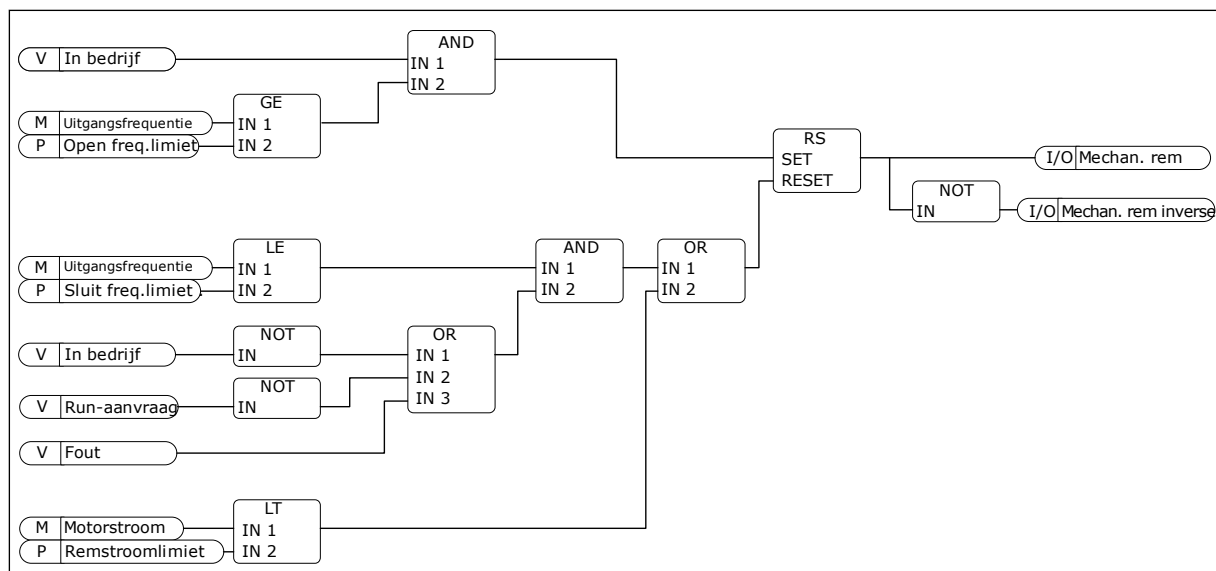 AND
V In bedrijf
IN 1
IN 2
GE
M Uitgangsfrequentie
IN 1
P Open freq.limiet
IN 2
RS
SET
RESET
I/O Mechan. rem
NOT
IN
I/O Mechan. rem inverse
LE
M Uitgangsfrequentie
IN 1
P Sluit freq.limiet
IN 2
AND
IN 1
IN 2
OR
IN 1
IN 2
V In bedrijf
NOT
IN
OR
IN 1
IN 2
IN 3
V Run-aanvraag
NOT
IN
V Fout
LT
M Motorstroom
IN 1
P Remstroomlimiet
IN 2